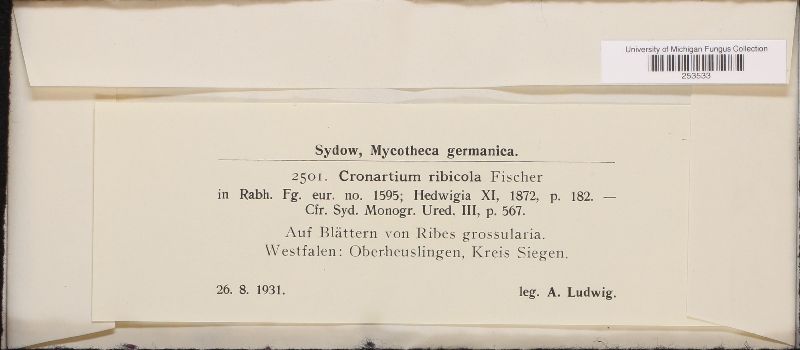 University of Michigan Fungus Collection
253533
Sydow, Mycotheca germanica.
2501. Cronartium ribicola Fischer
in Rabh. Fg. eur. no. 1595; Hedwigia XI, 1872, p. 182. —
Cfr. Syd. Monogr. Ured. III, p. 567.
Auf Blättern von Ribes grossularia.
Westfalen: Oberheuslingen, Kreis Siegen.
26. 8. 1931. leg. A. Ludwig.